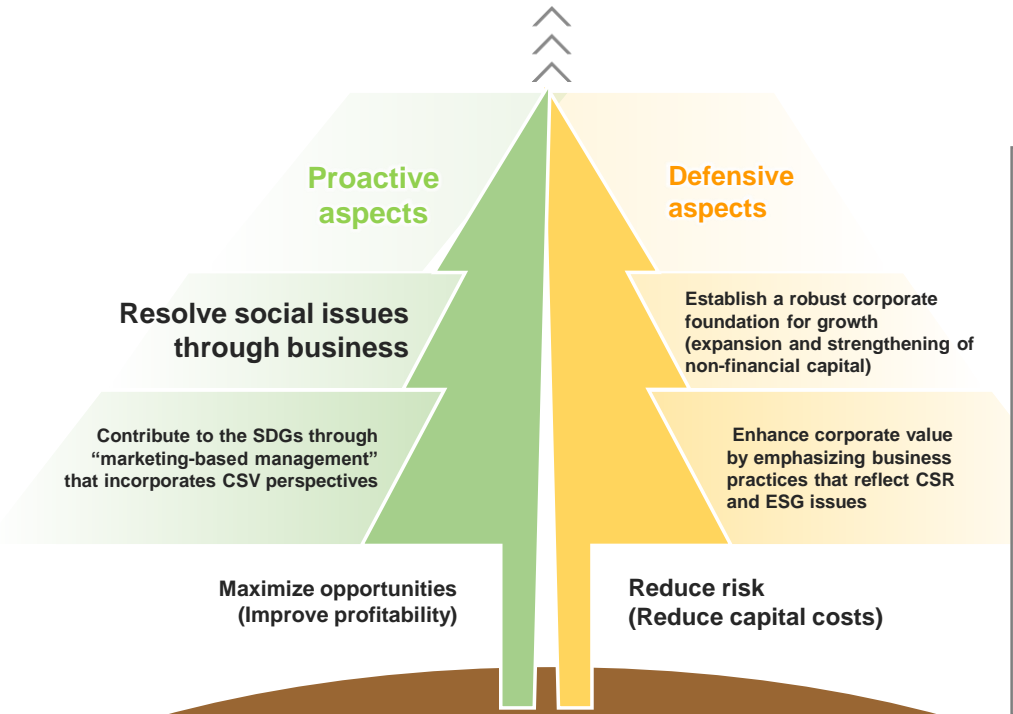 Proactive
aspects
Defensive
aspects
Resolve social issues
through business
Establish a robust corporate
foundation for growth
(expansion and strengthening of
non-financial capital)
Contribute to the SDGs through
“marketing-based management”
that incorporates CSV perspectives
Enhance corporate value
by emphasizing business
practices that reflect CSR
and ESG issues
Maximize opportunities
(Improve profitability)
Reduce risk
(Reduce capital costs)